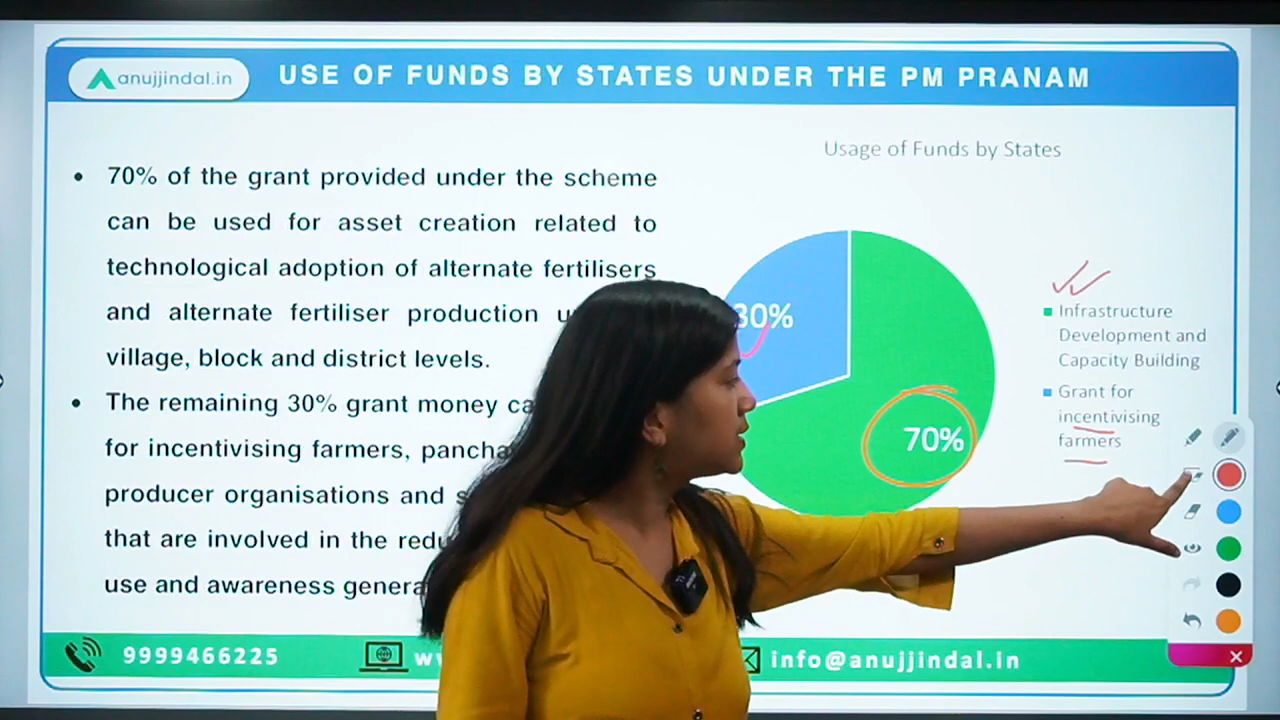 anujjindal.in
USE OF FUNDS BY STATES UNDER THE PM PRANAM
• 70% of the grant provided under the scheme
can be used for asset creation related to
technological adoption of alternate fertilisers
and alternate fertiliser production
village, block and district levels.
• The remaining 30% grant money
for incentivising farmers,
producer organisations and
that are involved in the
use and awareness
Usage of Funds by States
30%
70%
Infrastructure
Development and
Capacity Building
Grant for
incentivising
farmers
9999466225
info@anujjindal.in